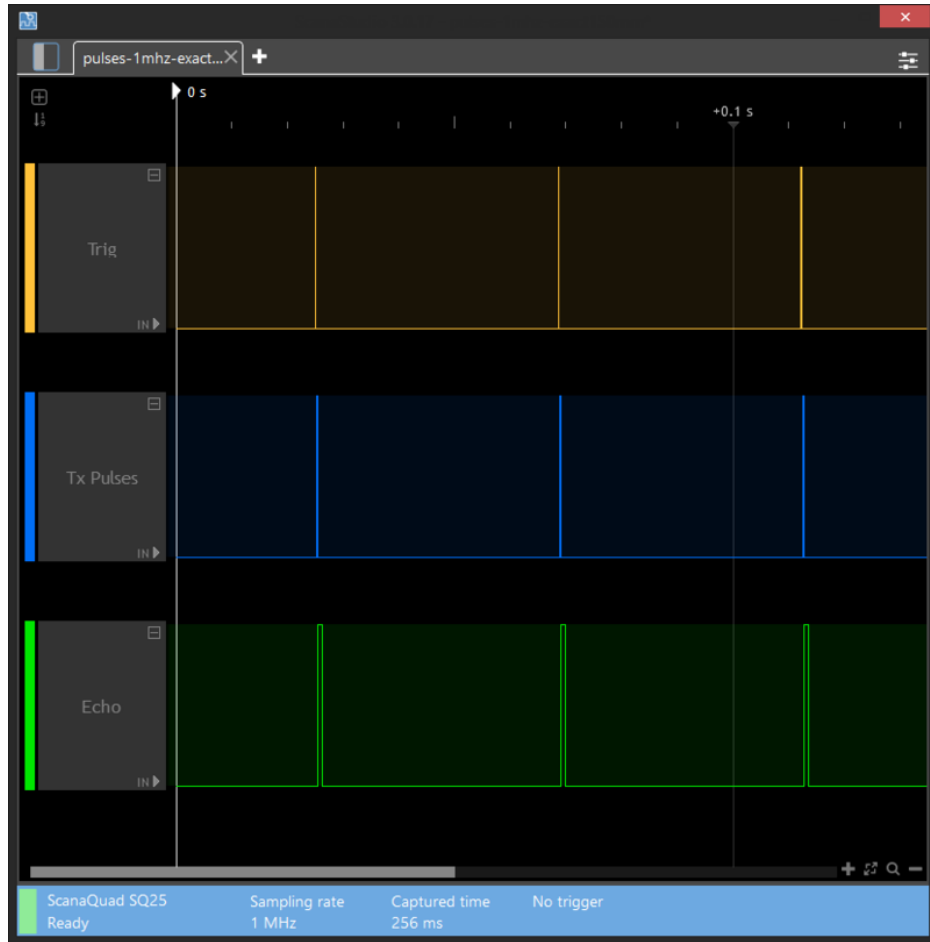 pulses-1mhz-exact...
0 s
+0.1 s
Trig
IN
Tx Pulses
IN
Echo
IN
ScanaQuad SQ25 Sampling rate Captured time No trigger
Ready 1 MHz 256 ms